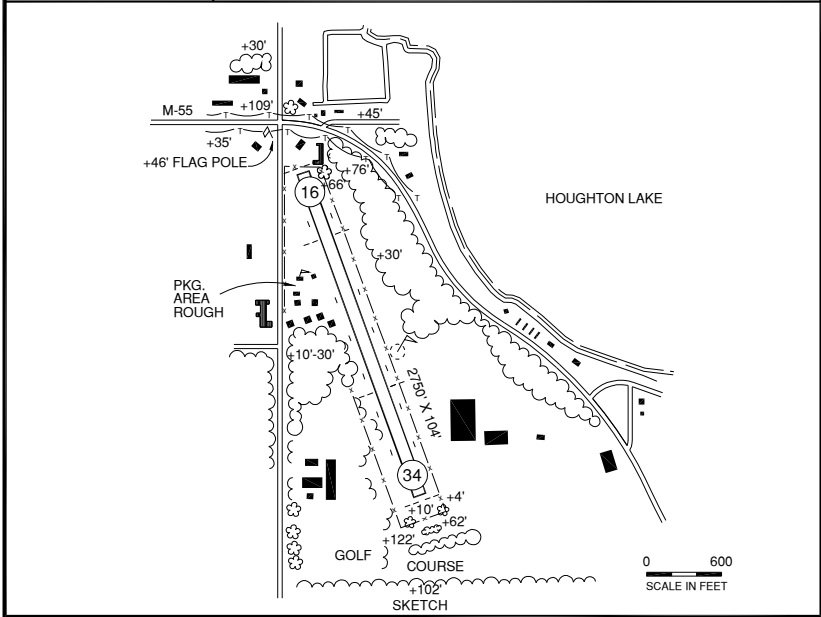 +30'
M-55
+109'
+45'
+35'
+46' FLAG POLE
+76'
+66'
16
HOUGHTON LAKE
+30'
PKG.
AREA
ROUGH
+10'-30'
2750' X 104'
34
+4'
+10'
+62'
+122'
GOLF
COURSE
+102'
SKETCH
0 600
SCALE IN FEET